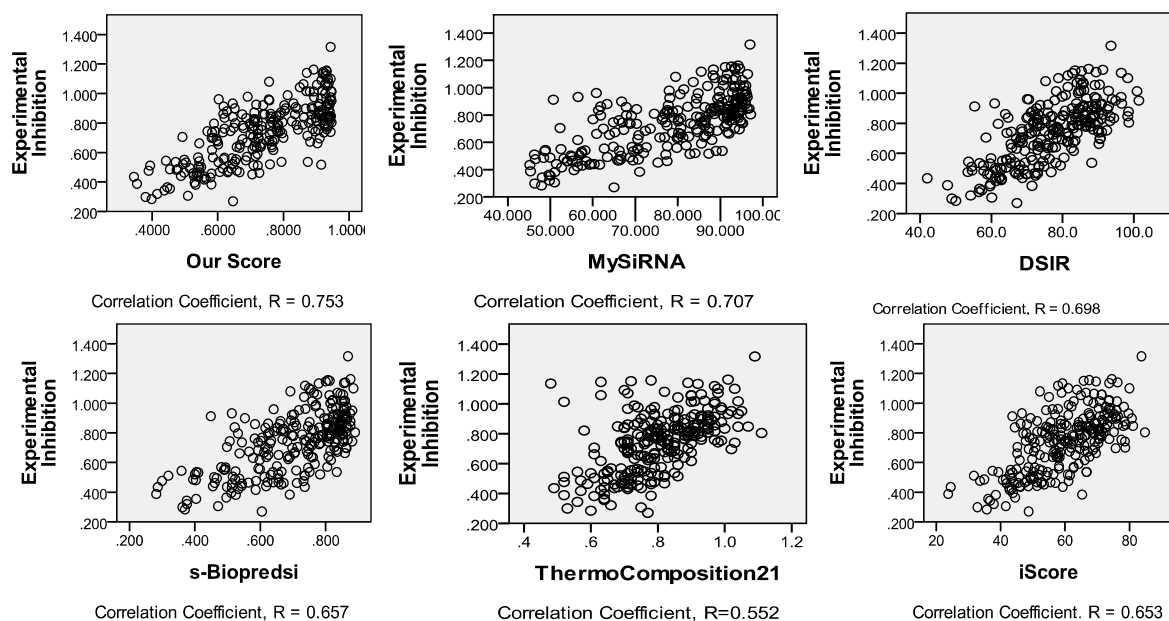 Experimental
Inhibition
1.400
1.200
1.000
.800
.600
.400
.200
.4000 .6000 .8000 1.000
Our Score
Correlation Coefficient, R = 0.753
Experimental
Inhibition
1.400
1.200
1.000
.800
.600
.400
.200
40.000 60.000 80.000 100.00
50.000 70.000 90.000
MySiRNA
Correlation Coefficient, R = 0.707
Experimental
Inhibition
1.400
1.200
1.000
.800
.600
.400
.200
40.0 60.0 80.0 100.0
DSIR
Correlation Coefficient, R = 0.698
Experimental
Inhibition
1.400
1.200
1.000
.800
.600
.400
.200
.200 .400 .600 .800
s-Biopredsi
Correlation Coefficient, R = 0.657
Experimental
Inhibition
1.400
1.200
1.000
.800
.600
.400
.200
.4 .6 .8 1.0 1.2
ThermoComposition21
Correlation Coefficient, R=0.552
Experimental
Inhibition
1.400
1.200
1.000
.800
.600
.400
.200
20 40 60 80
iScore
Correlation Coefficient. R = 0.653